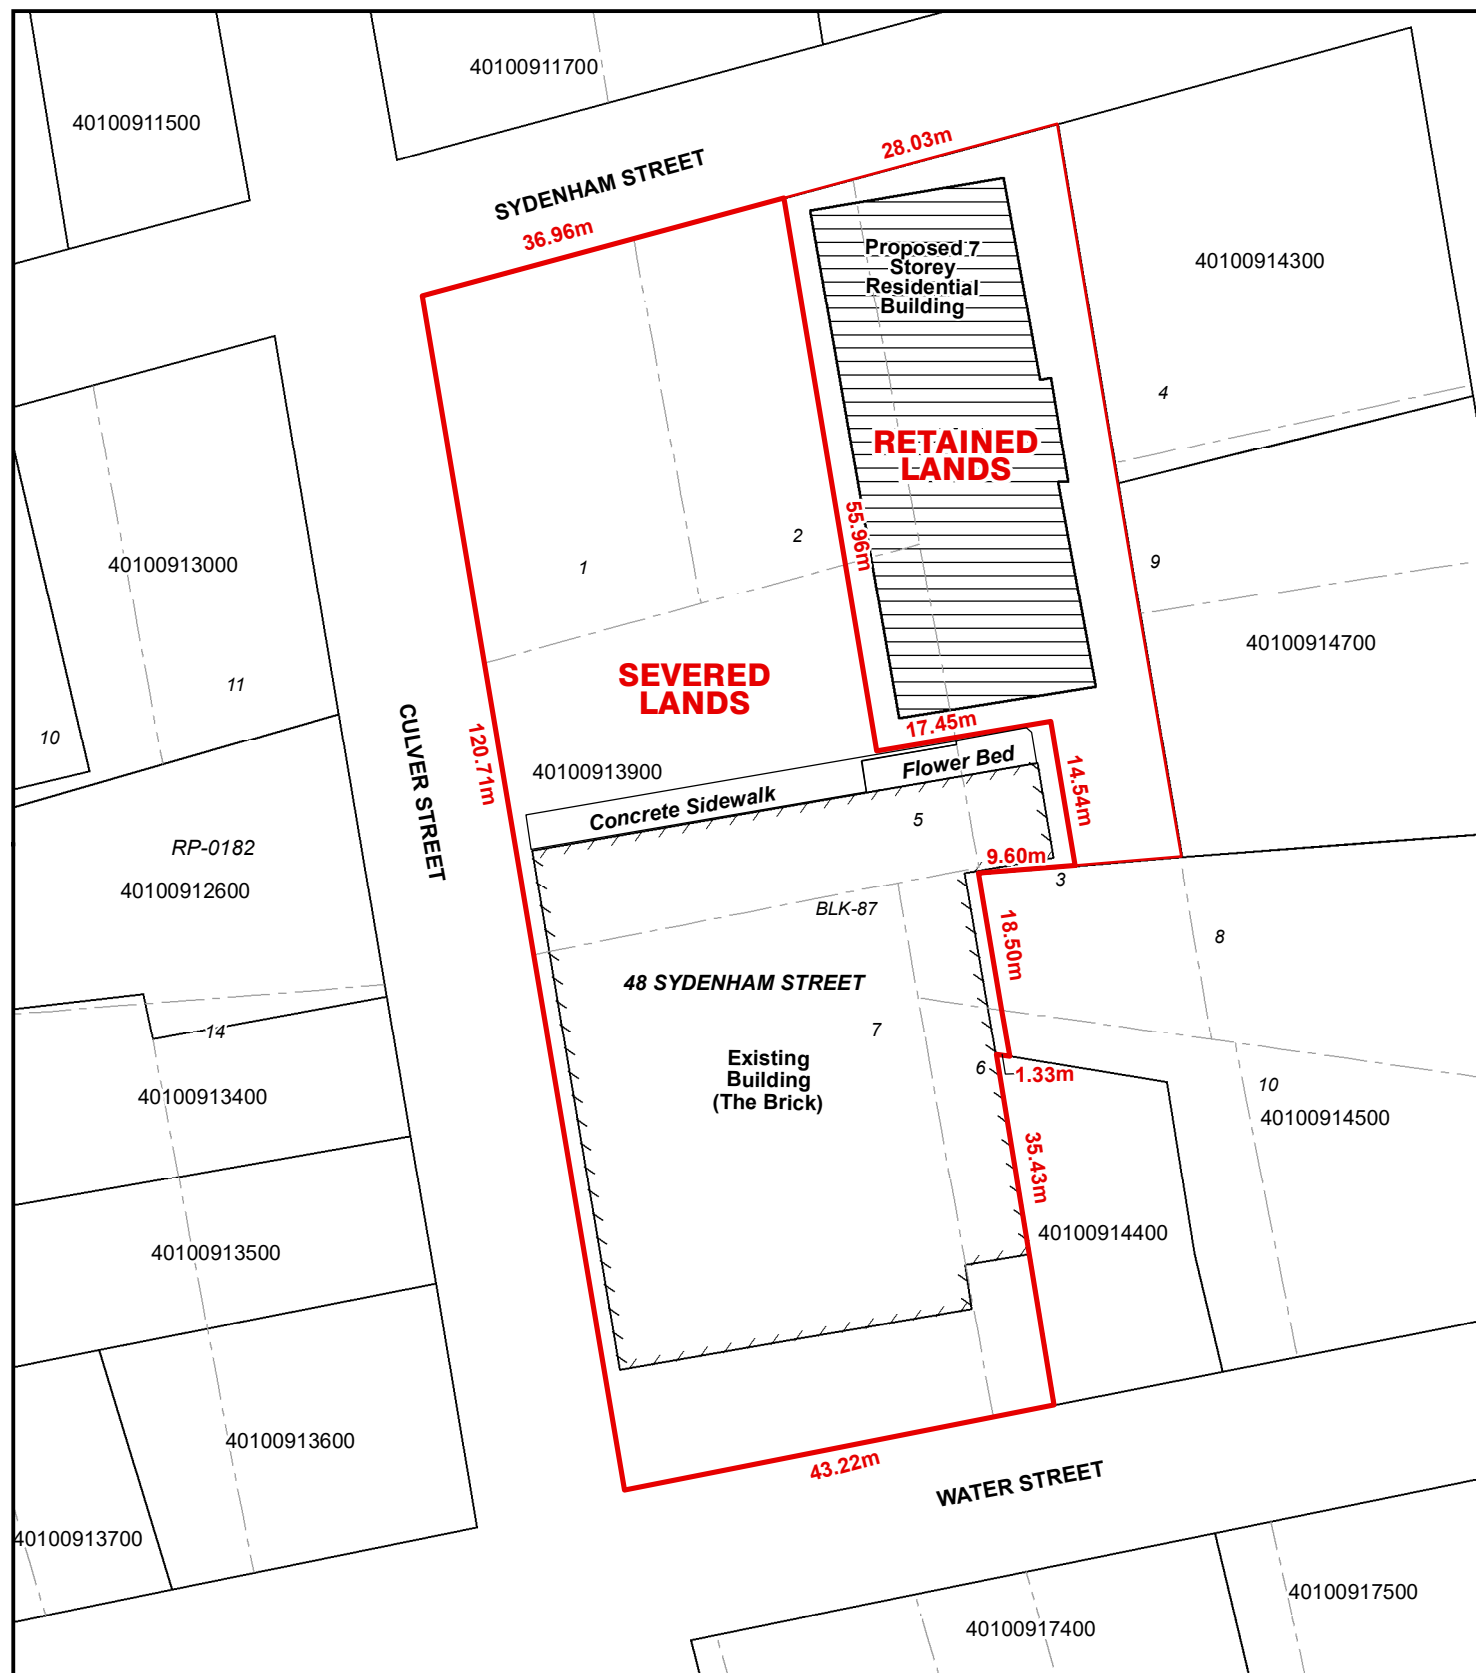 40100911700
40100911500
28.03m
SYDENHAM STREET
36.96m
Proposed 7
Storey
Residential
Building
40100914300
4
RETAINED
LANDS
55.96m
2
1
9
40100913000
40100914700
SEVERED
LANDS
11
10
17.45m
CULVER STREET
120.71m
40100913900
Flower Bed
14.54m
Concrete Sidewalk
5
RP-0182
9.60m
3
40100912600
BLK-87
18.50m
8
48 SYDENHAM STREET
7
14
Existing
Building
(The Brick)
6
1.33m
10
40100913400
40100914500
35.43m
40100914400
40100913500
40100913600
43.22m
WATER STREET
40100913700
40100917500
40100917400